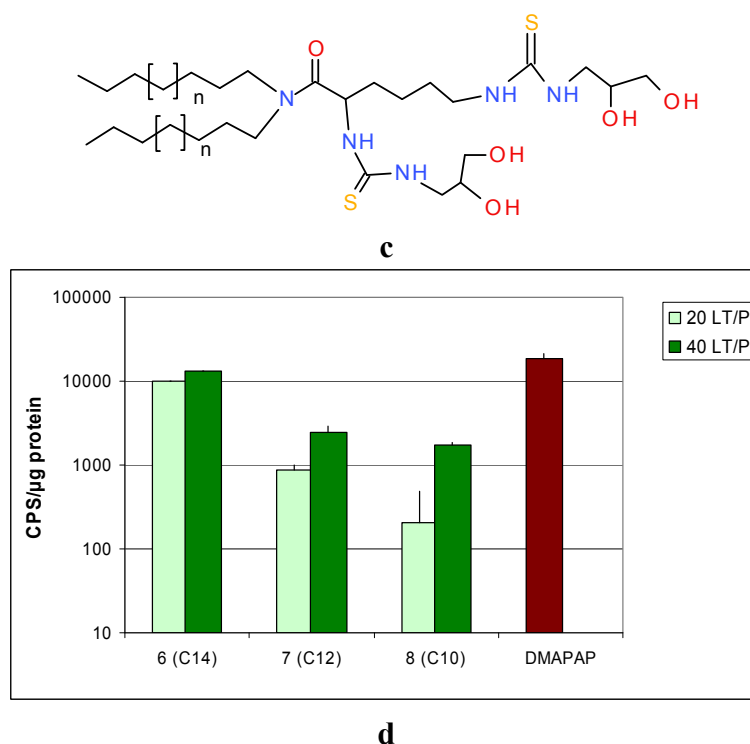 S
O
n
NH
NH
OH
N
OH
n
NH
OH
NH
S
OH
c
100000
20 LT/P
40 LT/P
10000
1000
100
10
CPS/µg protein
6 (C14) 7 (C12) 8 (C10) DMAPAP
d